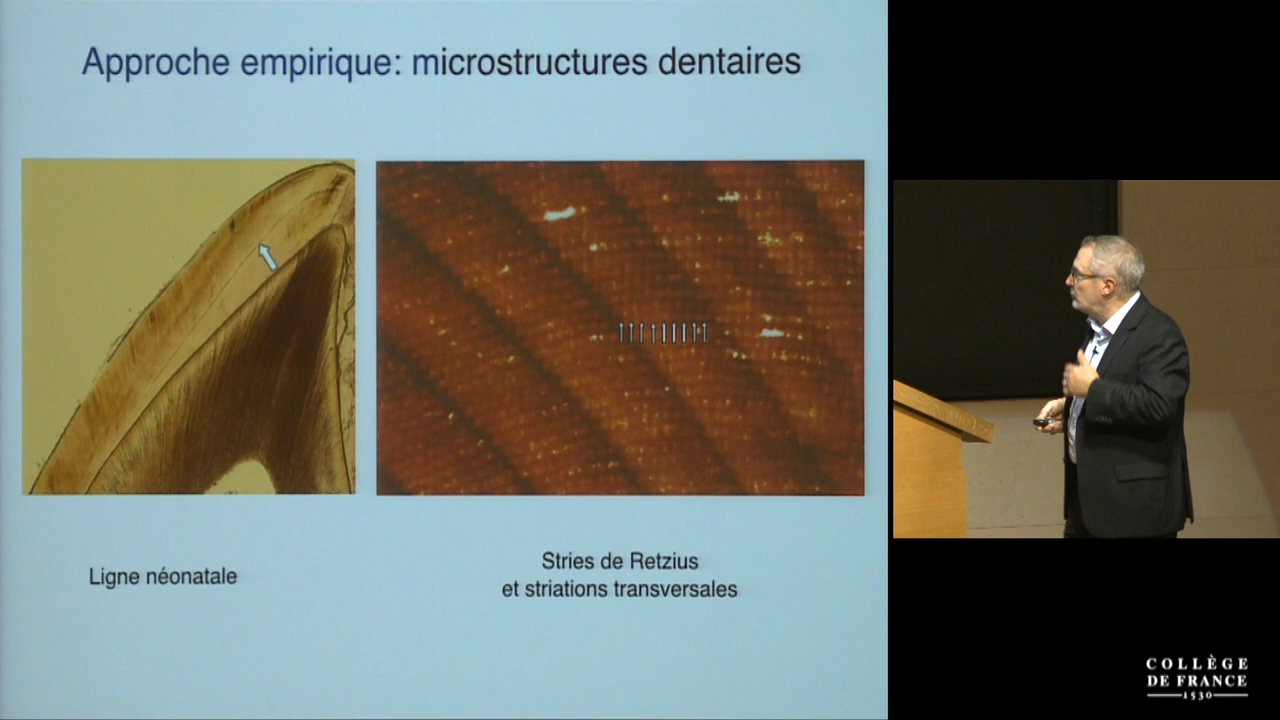 Approche empirique: microstructures dentaires
Ligne néonatale
Stries de Retzius
et striations transversales
COLLÈGE
DE FRANCE
1530